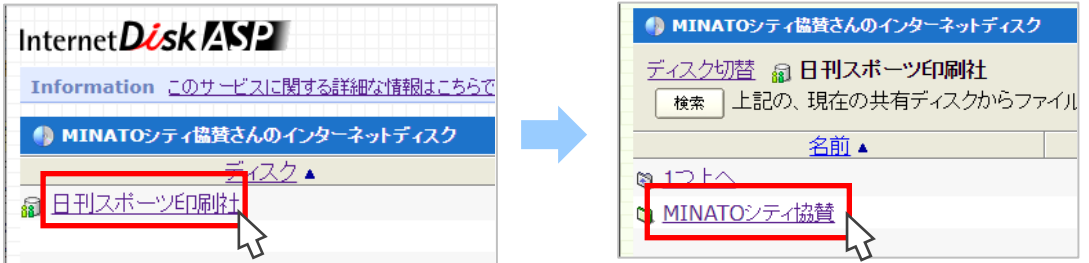 InternetDisk ASP
Information このサービスに関する詳細な情報はこちらで
MINATOシティ協賛さんのインターネットディスク
ディスク▲
日刊スポーツ印刷社
MINATOシティ協賛さんのインターネットディスク
ディスク切替 日刊スポーツ印刷社
検索 上記の、現在の共有ディスクからファイル
名前▲
1つ上へ
MINATOシティ協賛